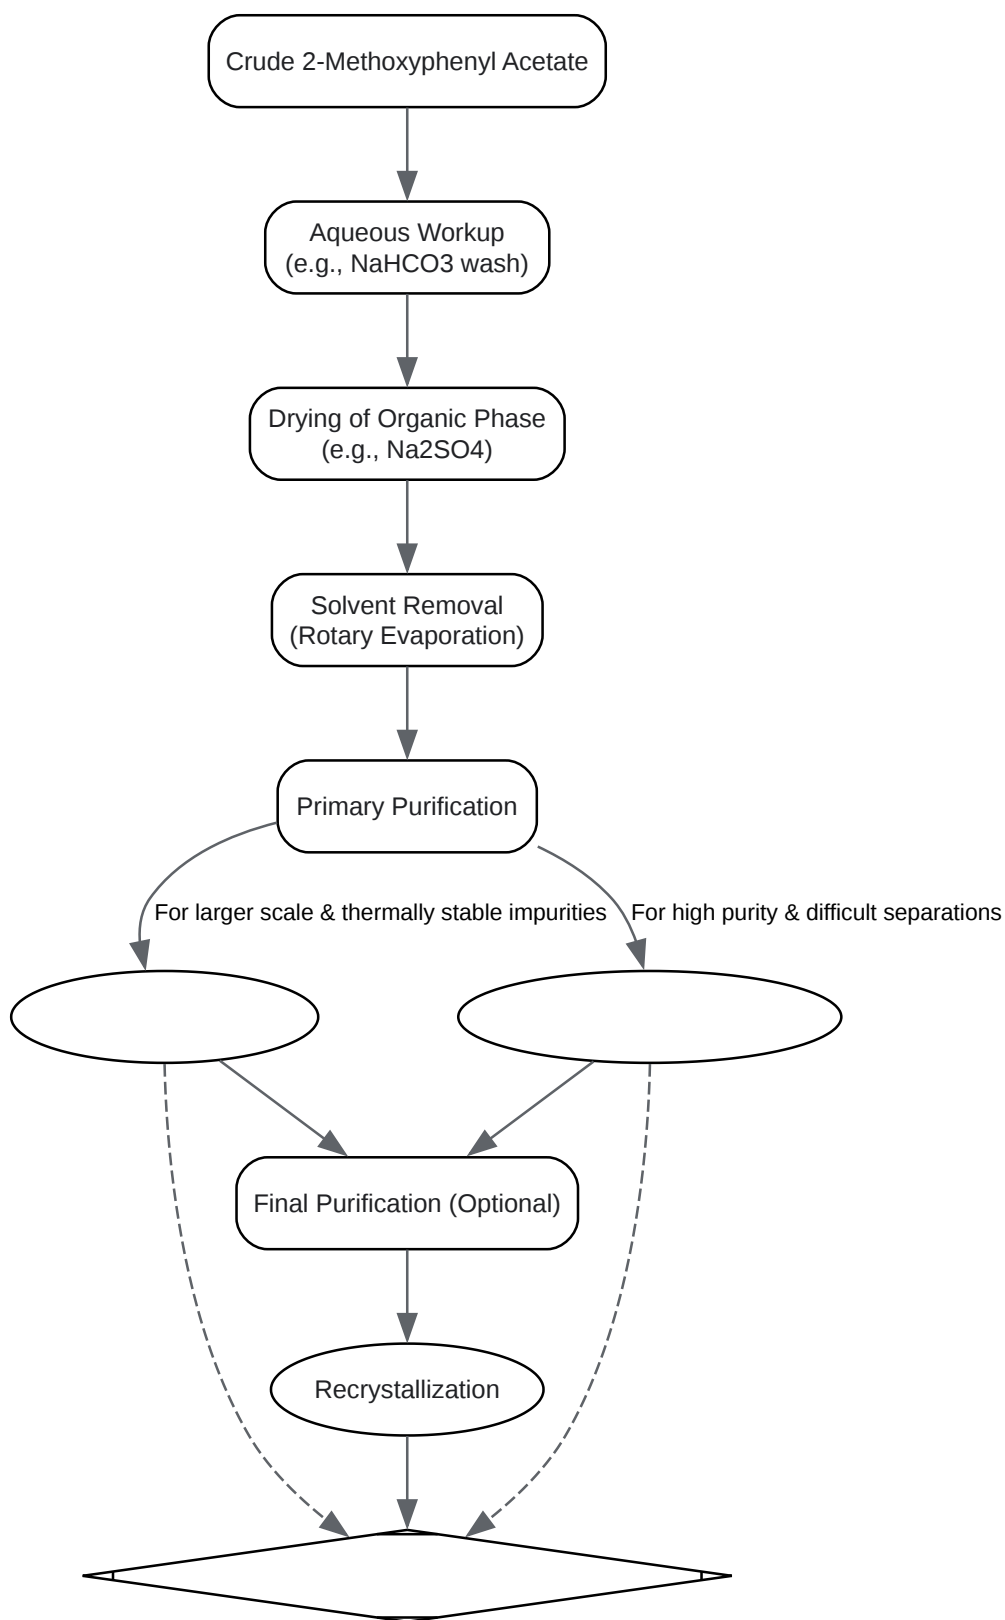 Crude 2-Methoxyphenyl Acetate
Aqueous Workup
(e.g., NaHCO3 wash)
Drying of Organic Phase
(e.g., Na2SO4)
Solvent Removal
(Rotary Evaporation)
Primary Purification
For larger scale & thermally stable impurities
For high purity & difficult separations
Final Purification (Optional)
Recrystallization